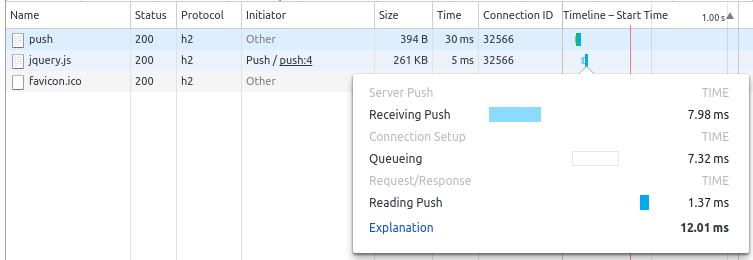 Name Status Protocol Initiator Size Time Connection ID Timeline – Start Time 1.00 s▲
push 200 h2 Other 394 B 30 ms 32566
jquery.js 200 h2 Push / push:4 261 KB 5 ms 32566
favicon.ico 200 h2 Other
Server Push TIME
Receiving Push 7.98 ms
Connection Setup TIME
Queueing 7.32 ms
Request/Response TIME
Reading Push 1.37 ms
Explanation 12.01 ms